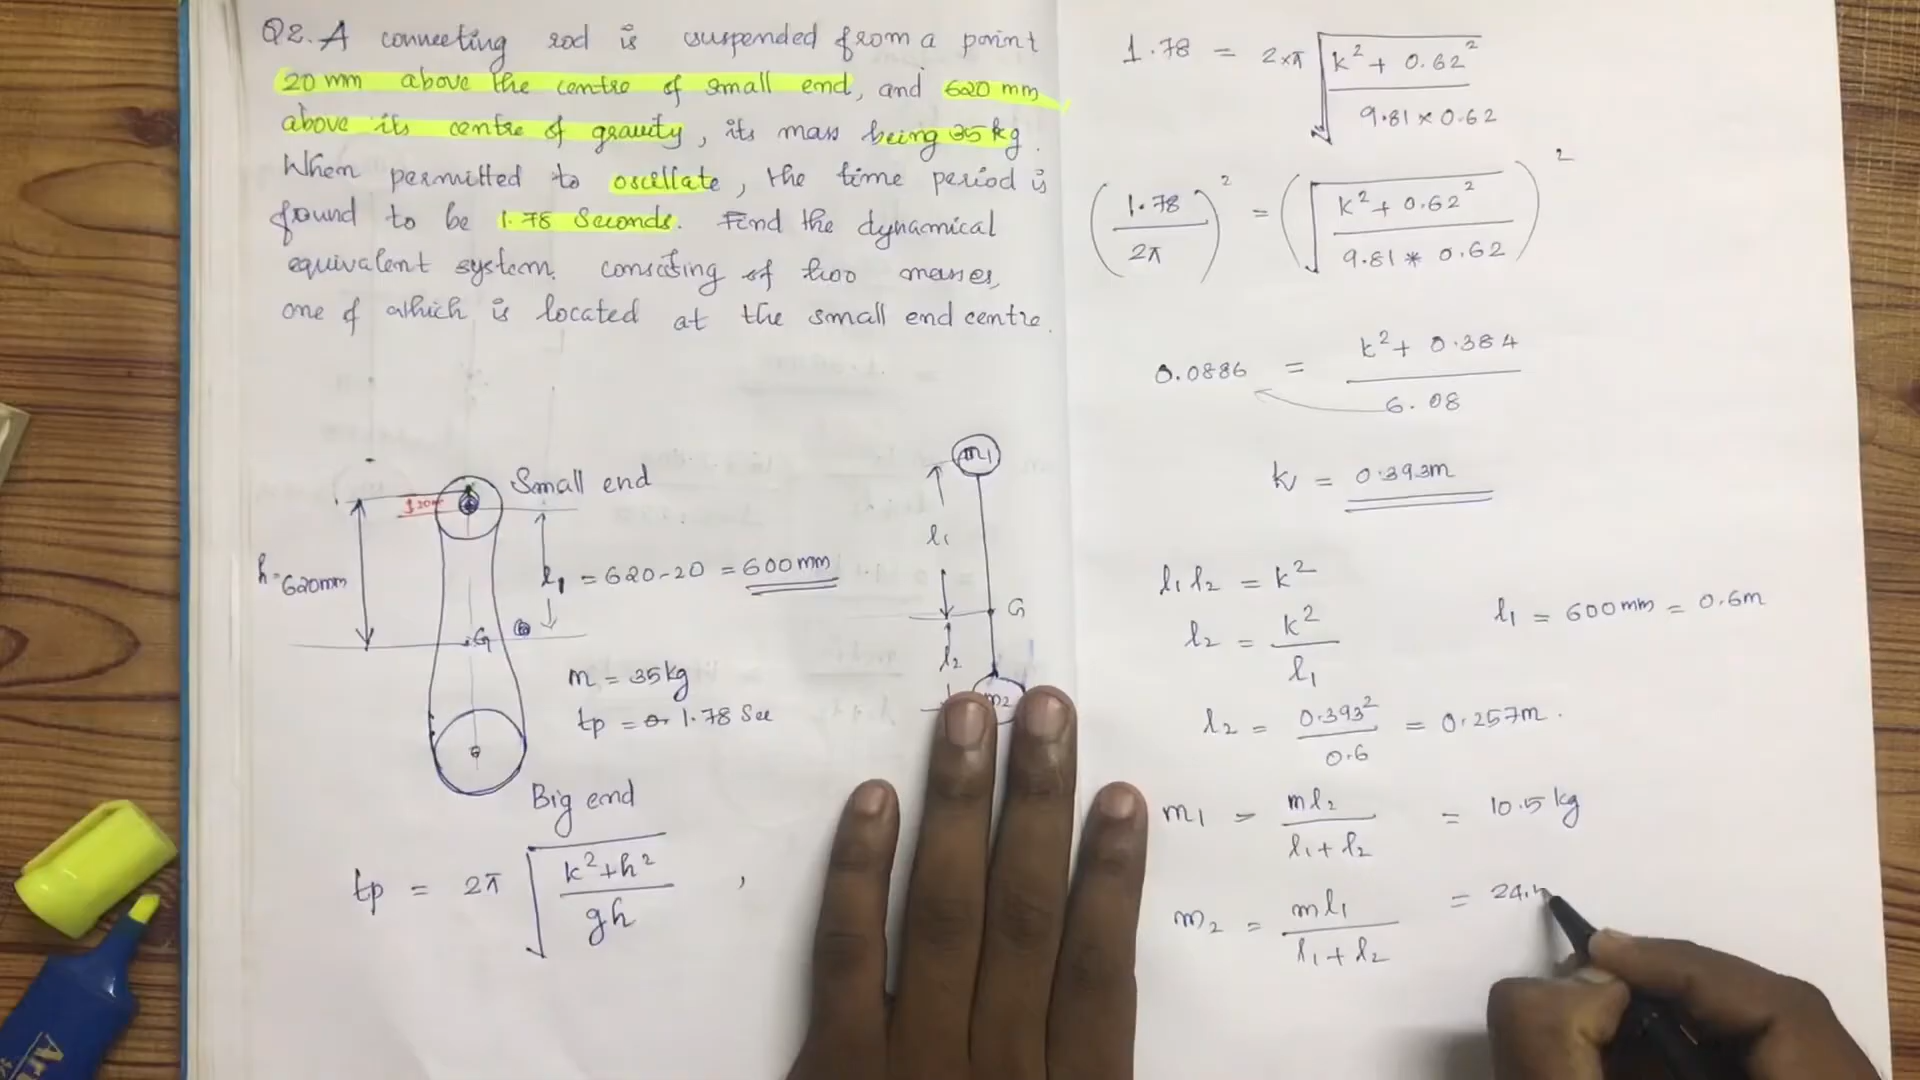 Q2. A connecting rod is suspended from a point
20 mm above the centre of small end, and 620 mm
above its centre of gravity, its mass being 35 kg.
When permitted to oscillate, the time period is
found to be 1.78 Seconds. Find the dynamical
equivalent system. consisting of two masses,
one of which is located at the small end centre.
Small end
20m
h = 620mm
l1 = 620-20 = 600mm
G
m = 35kg
tp = 1.78 Sec
Big end
tp = 2π √ k²+h² / gh ,
m1
l1
G
l2
m2
1.78 = 2×π √ k² + 0.62² / 9.81 × 0.62
( 1.78 / 2π )² = ( √ k² + 0.62² / 9.81 * 0.62 )²
0.0886 = k² + 0.384 / 6.08
k = 0.393m
l1 l2 = k²
l2 = k² / l1
l1 = 600mm = 0.6m
l2 = 0.393² / 0.6 = 0.257m.
m1 = ml2 / l1 + l2 = 10.5 kg
m2 = ml1 / l1 + l2 = 24.